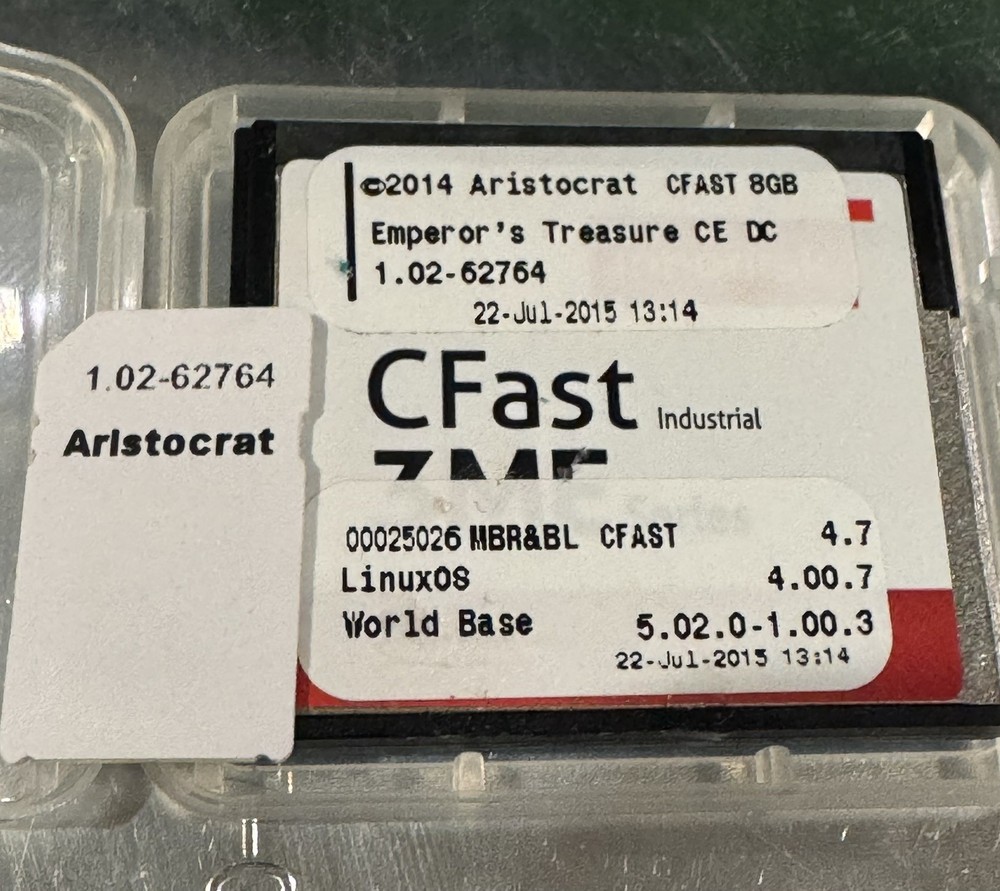 ©2014 Aristocrat CFAST 8GB
Emperor's Treasure CE DC
1.02-62764
22-Jul-2015 13:14
1.02-62764
Aristocrat
CFast Industrial
Series
00025026 MBR&BL CFAST 4.7
LinuxOS 4.00.7
World Base 5.02.0-1.00.3
22-Jul-2015 13:14